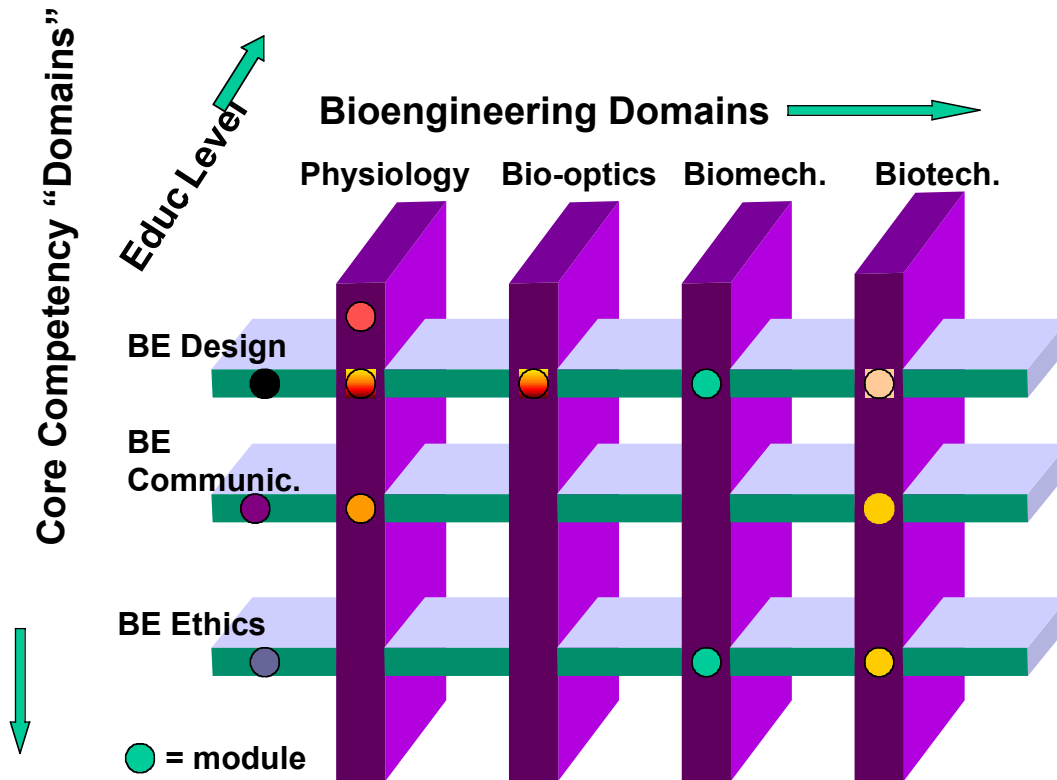 Core Competency “Domains”
Educ Level
Bioengineering Domains
Physiology
Bio-optics
Biomech.
Biotech.
BE Design
BE
Communic.
BE Ethics
= module